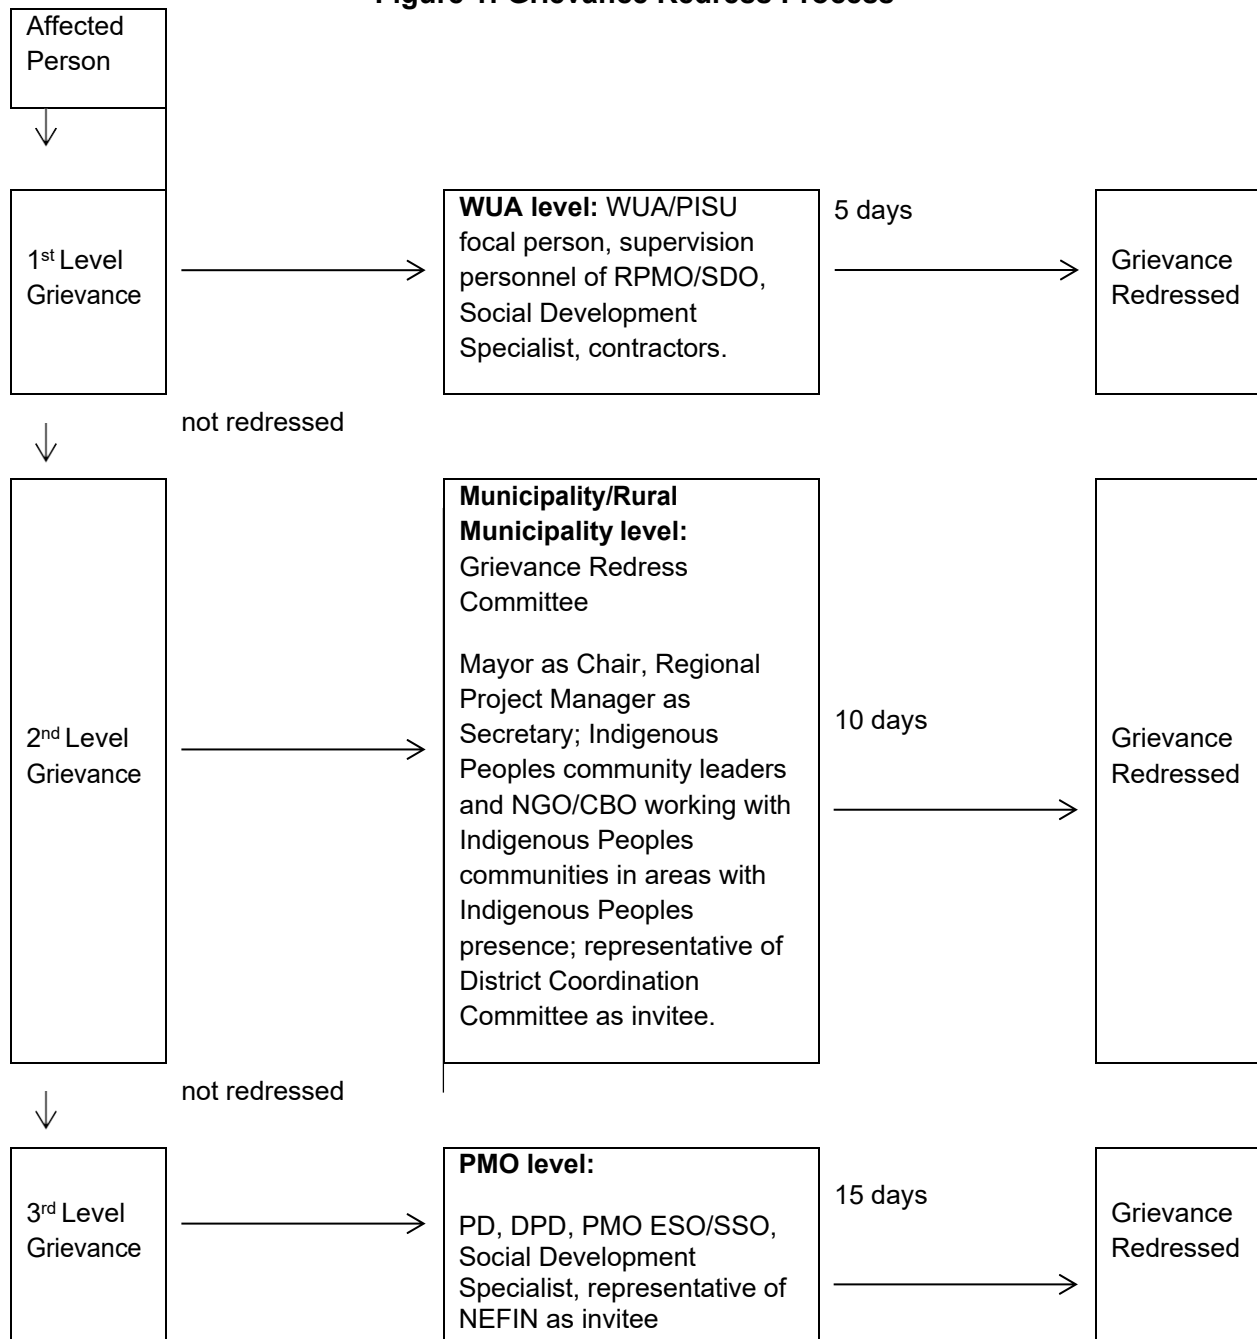 Figure 1: Grievance Redress Process
Affected
Person
1st Level
Grievance
WUA level: WUA/PISU
focal person, supervision
personnel of RPMO/SDO,
Social Development
Specialist, contractors.
5 days
Grievance
Redressed
not redressed
2nd Level
Grievance
Municipality/Rural
Municipality level:
Grievance Redress
Committee
Mayor as Chair, Regional
Project Manager as
Secretary; Indigenous
Peoples community leaders
and NGO/CBO working with
Indigenous Peoples
communities in areas with
Indigenous Peoples
presence; representative of
District Coordination
Committee as invitee.
10 days
Grievance
Redressed
not redressed
3rd Level
Grievance
PMO level:
PD, DPD, PMO ESO/SSO,
Social Development
Specialist, representative of
NEFIN as invitee
15 days
Grievance
Redressed